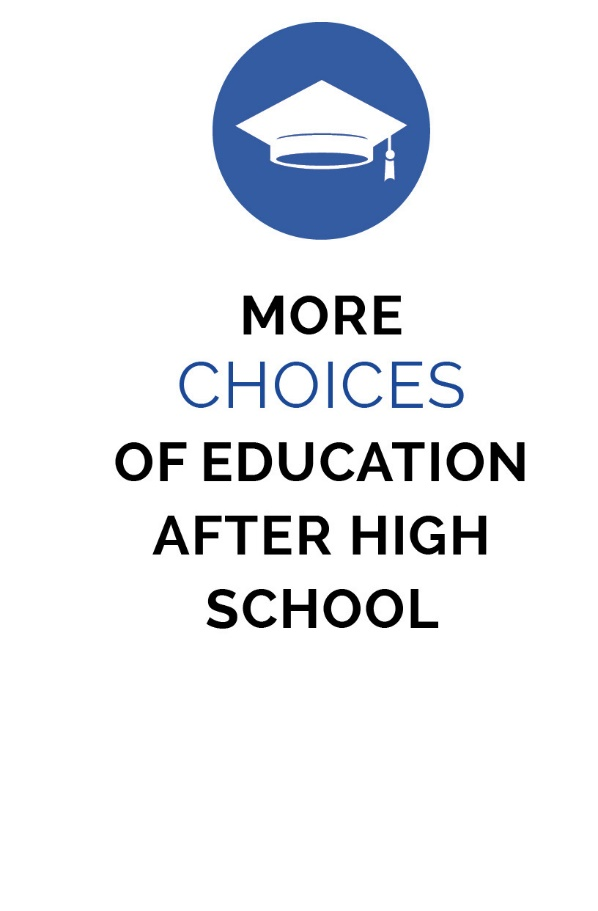 MORE
CHOICES
OF EDUCATION
AFTER HIGH
SCHOOL